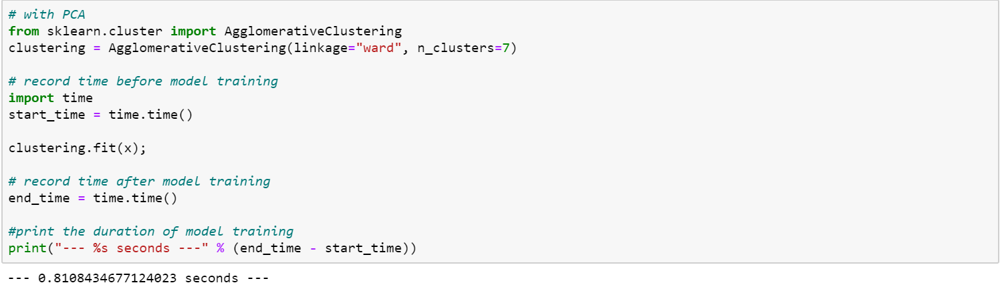 # with PCA
from sklearn.cluster import AgglomerativeClustering
clustering = AgglomerativeClustering(linkage="ward", n_clusters=7)
# record time before model training
import time
start_time = time.time()
clustering.fit(x);
# record time after model training
end_time = time.time()
#print the duration of model training
print("--- %s seconds ---" % (end_time - start_time))
--- 0.8108434677124023 seconds ---